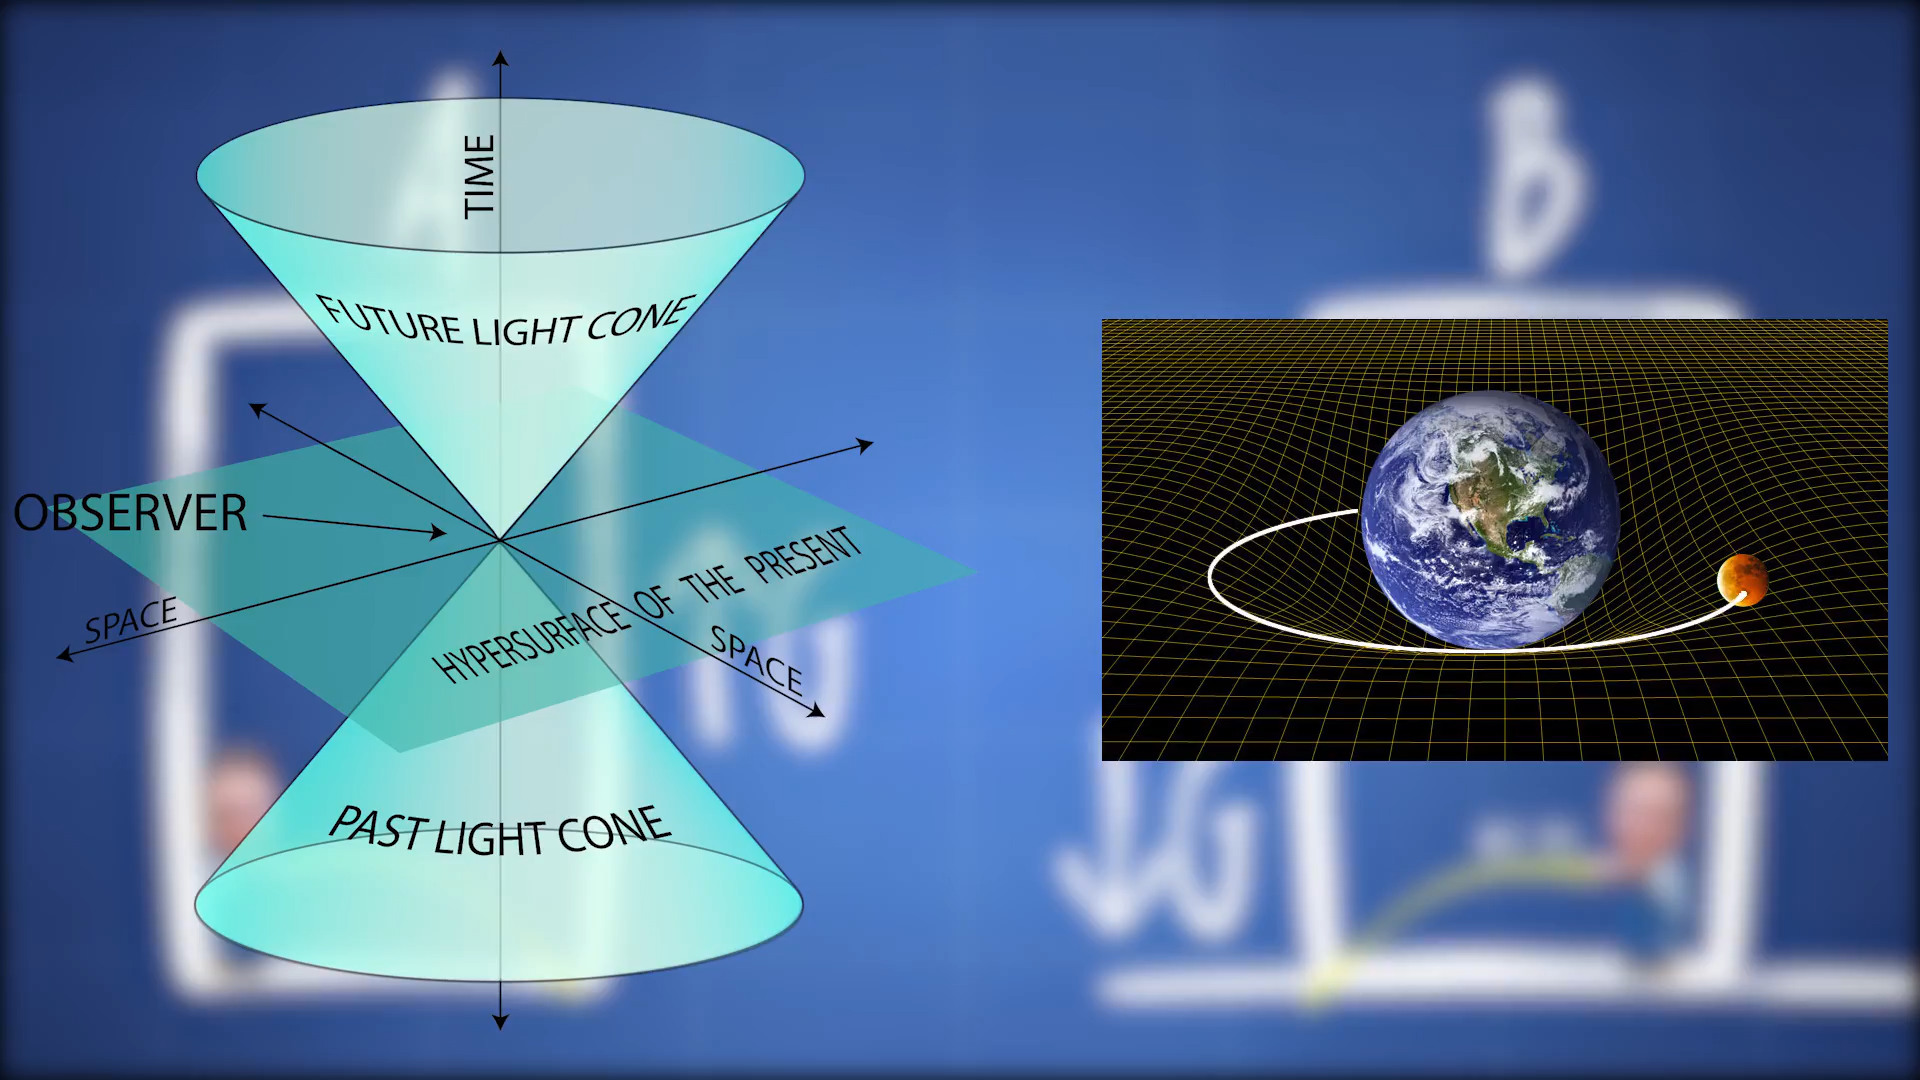 TIME
FUTURE LIGHT CONE
OBSERVER
HYPERSURFACE OF THE PRESENT
SPACE
SPACE
PAST LIGHT CONE
B
G